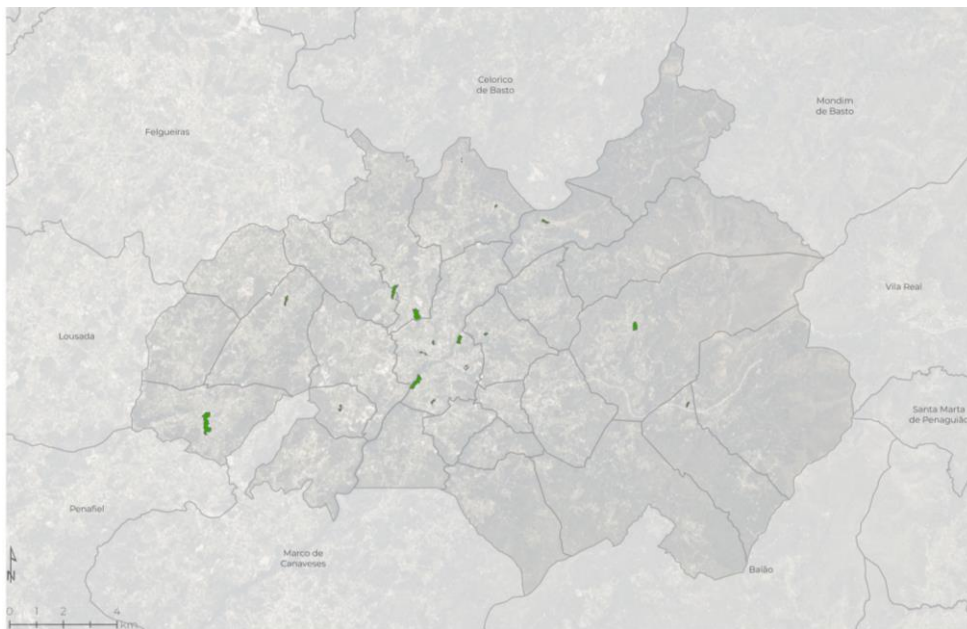 Celorico
de Basto
Mondim
de Basto
Felgueiras
Vila Real
Lousada
Santa Marta
de Penaguião
Penafiel
Marco de
Canaveses
Baião
N
0 1 2 4
km